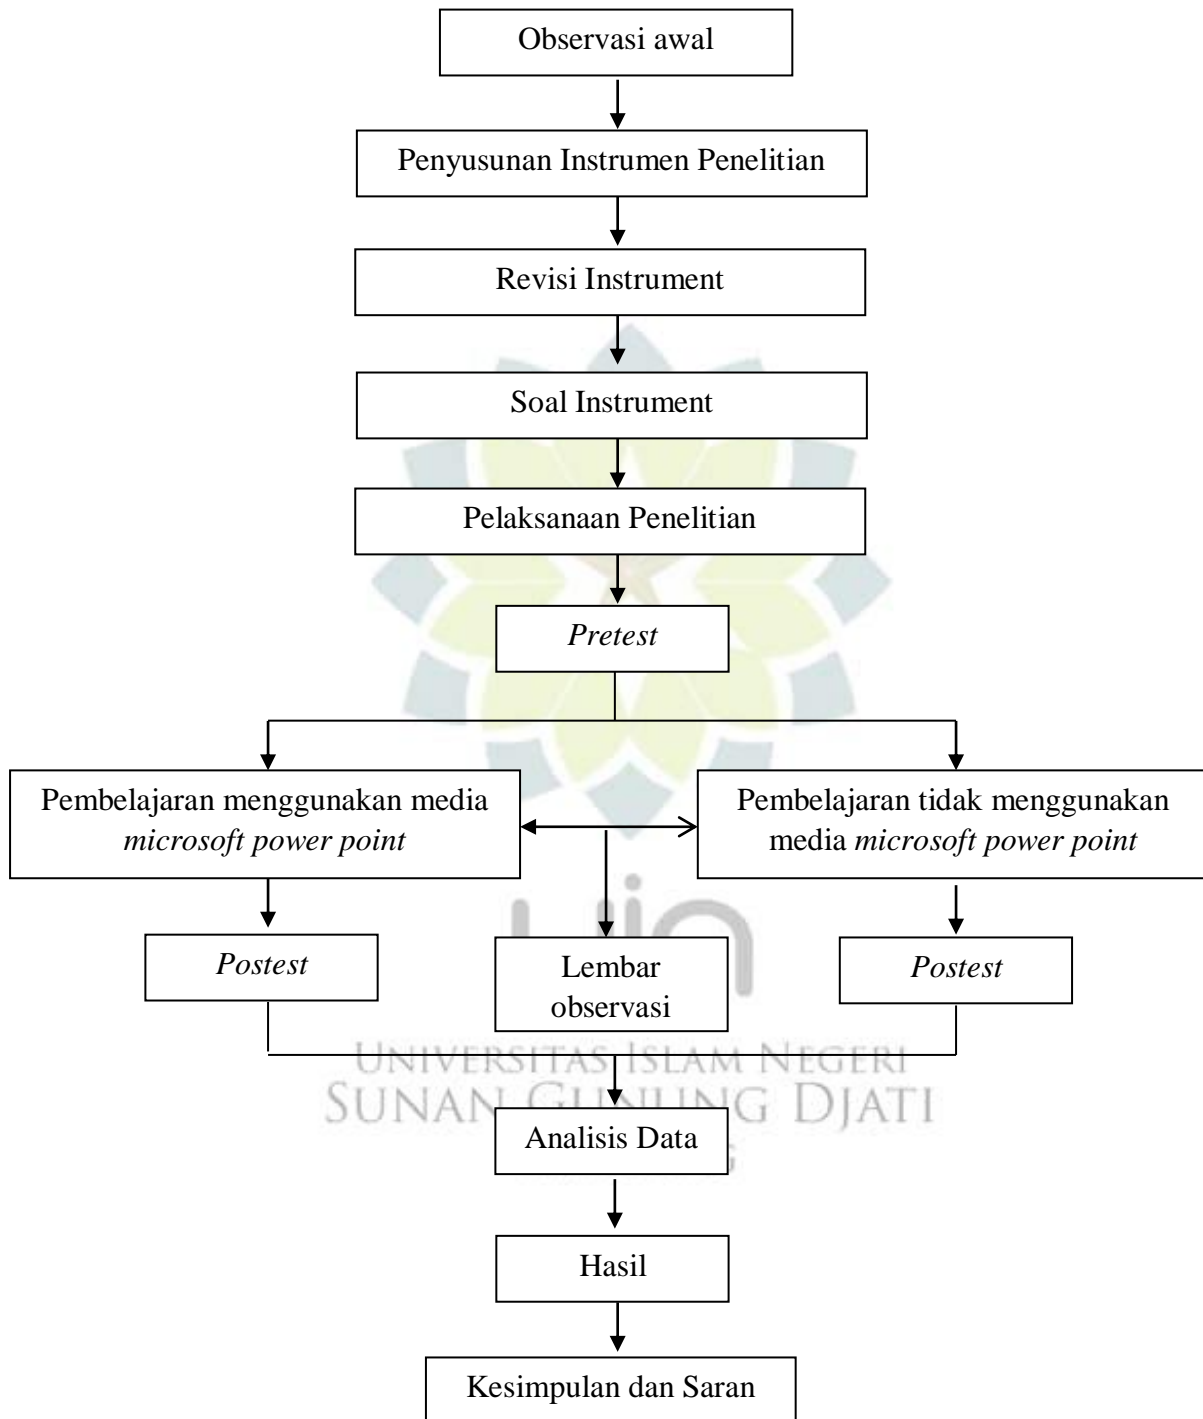 Observasi awal
Penyusunan Instrumen Penelitian
Revisi Instrument
Soal Instrument
Pelaksanaan Penelitian
Pretest
Pembelajaran menggunakan media
microsoft power point
Pembelajaran tidak menggunakan
media microsoft power point
Postest
Lembar
observasi
Postest
uin
UNIVERSITAS ISLAM NEGERI
SUNAN GUNUNG DJATI
Analisis Data
G
Hasil
Kesimpulan dan Saran